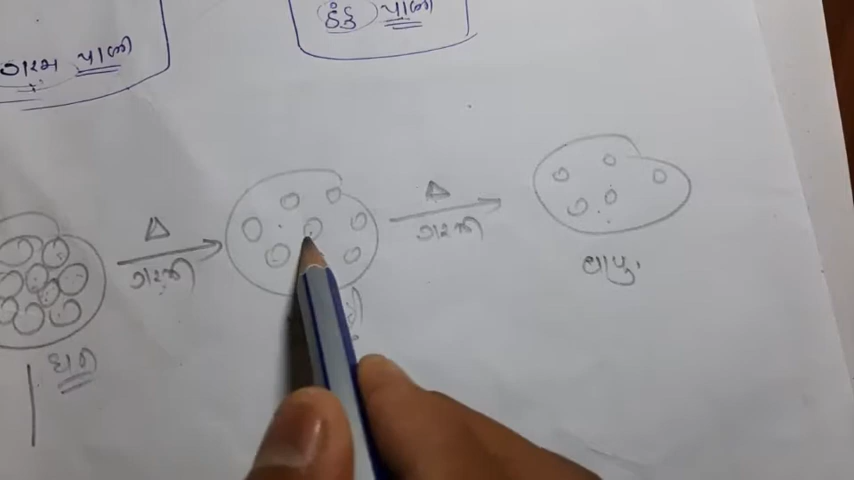 ઠંડુ પાણી
ગરમ પાણી
Δ
ગરમી
Δ
ગરમી
વાયુ
ઘન